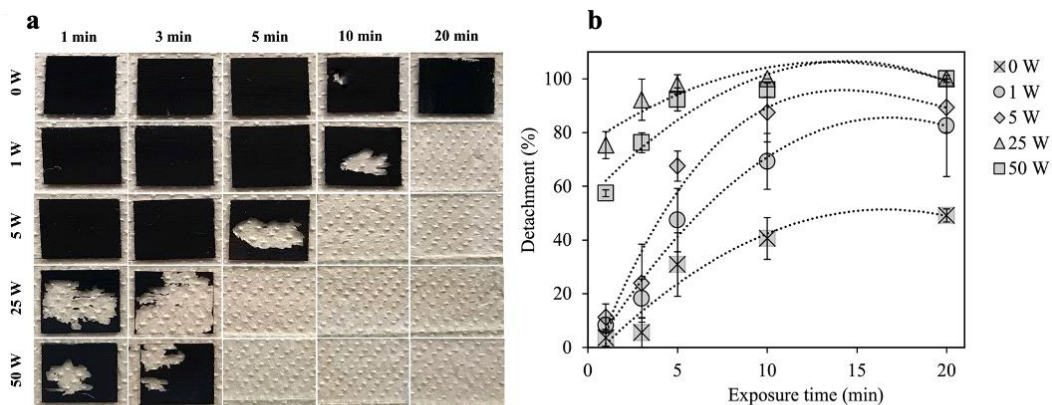 a
1 min 3 min 5 min 10 min 20 min
0 W
1 W
5 W
25 W
50 W
b
Detachment (%)
100
80
60
40
20
0
0 5 10 15 20
Exposure time (min)
0 W
1 W
5 W
25 W
50 W